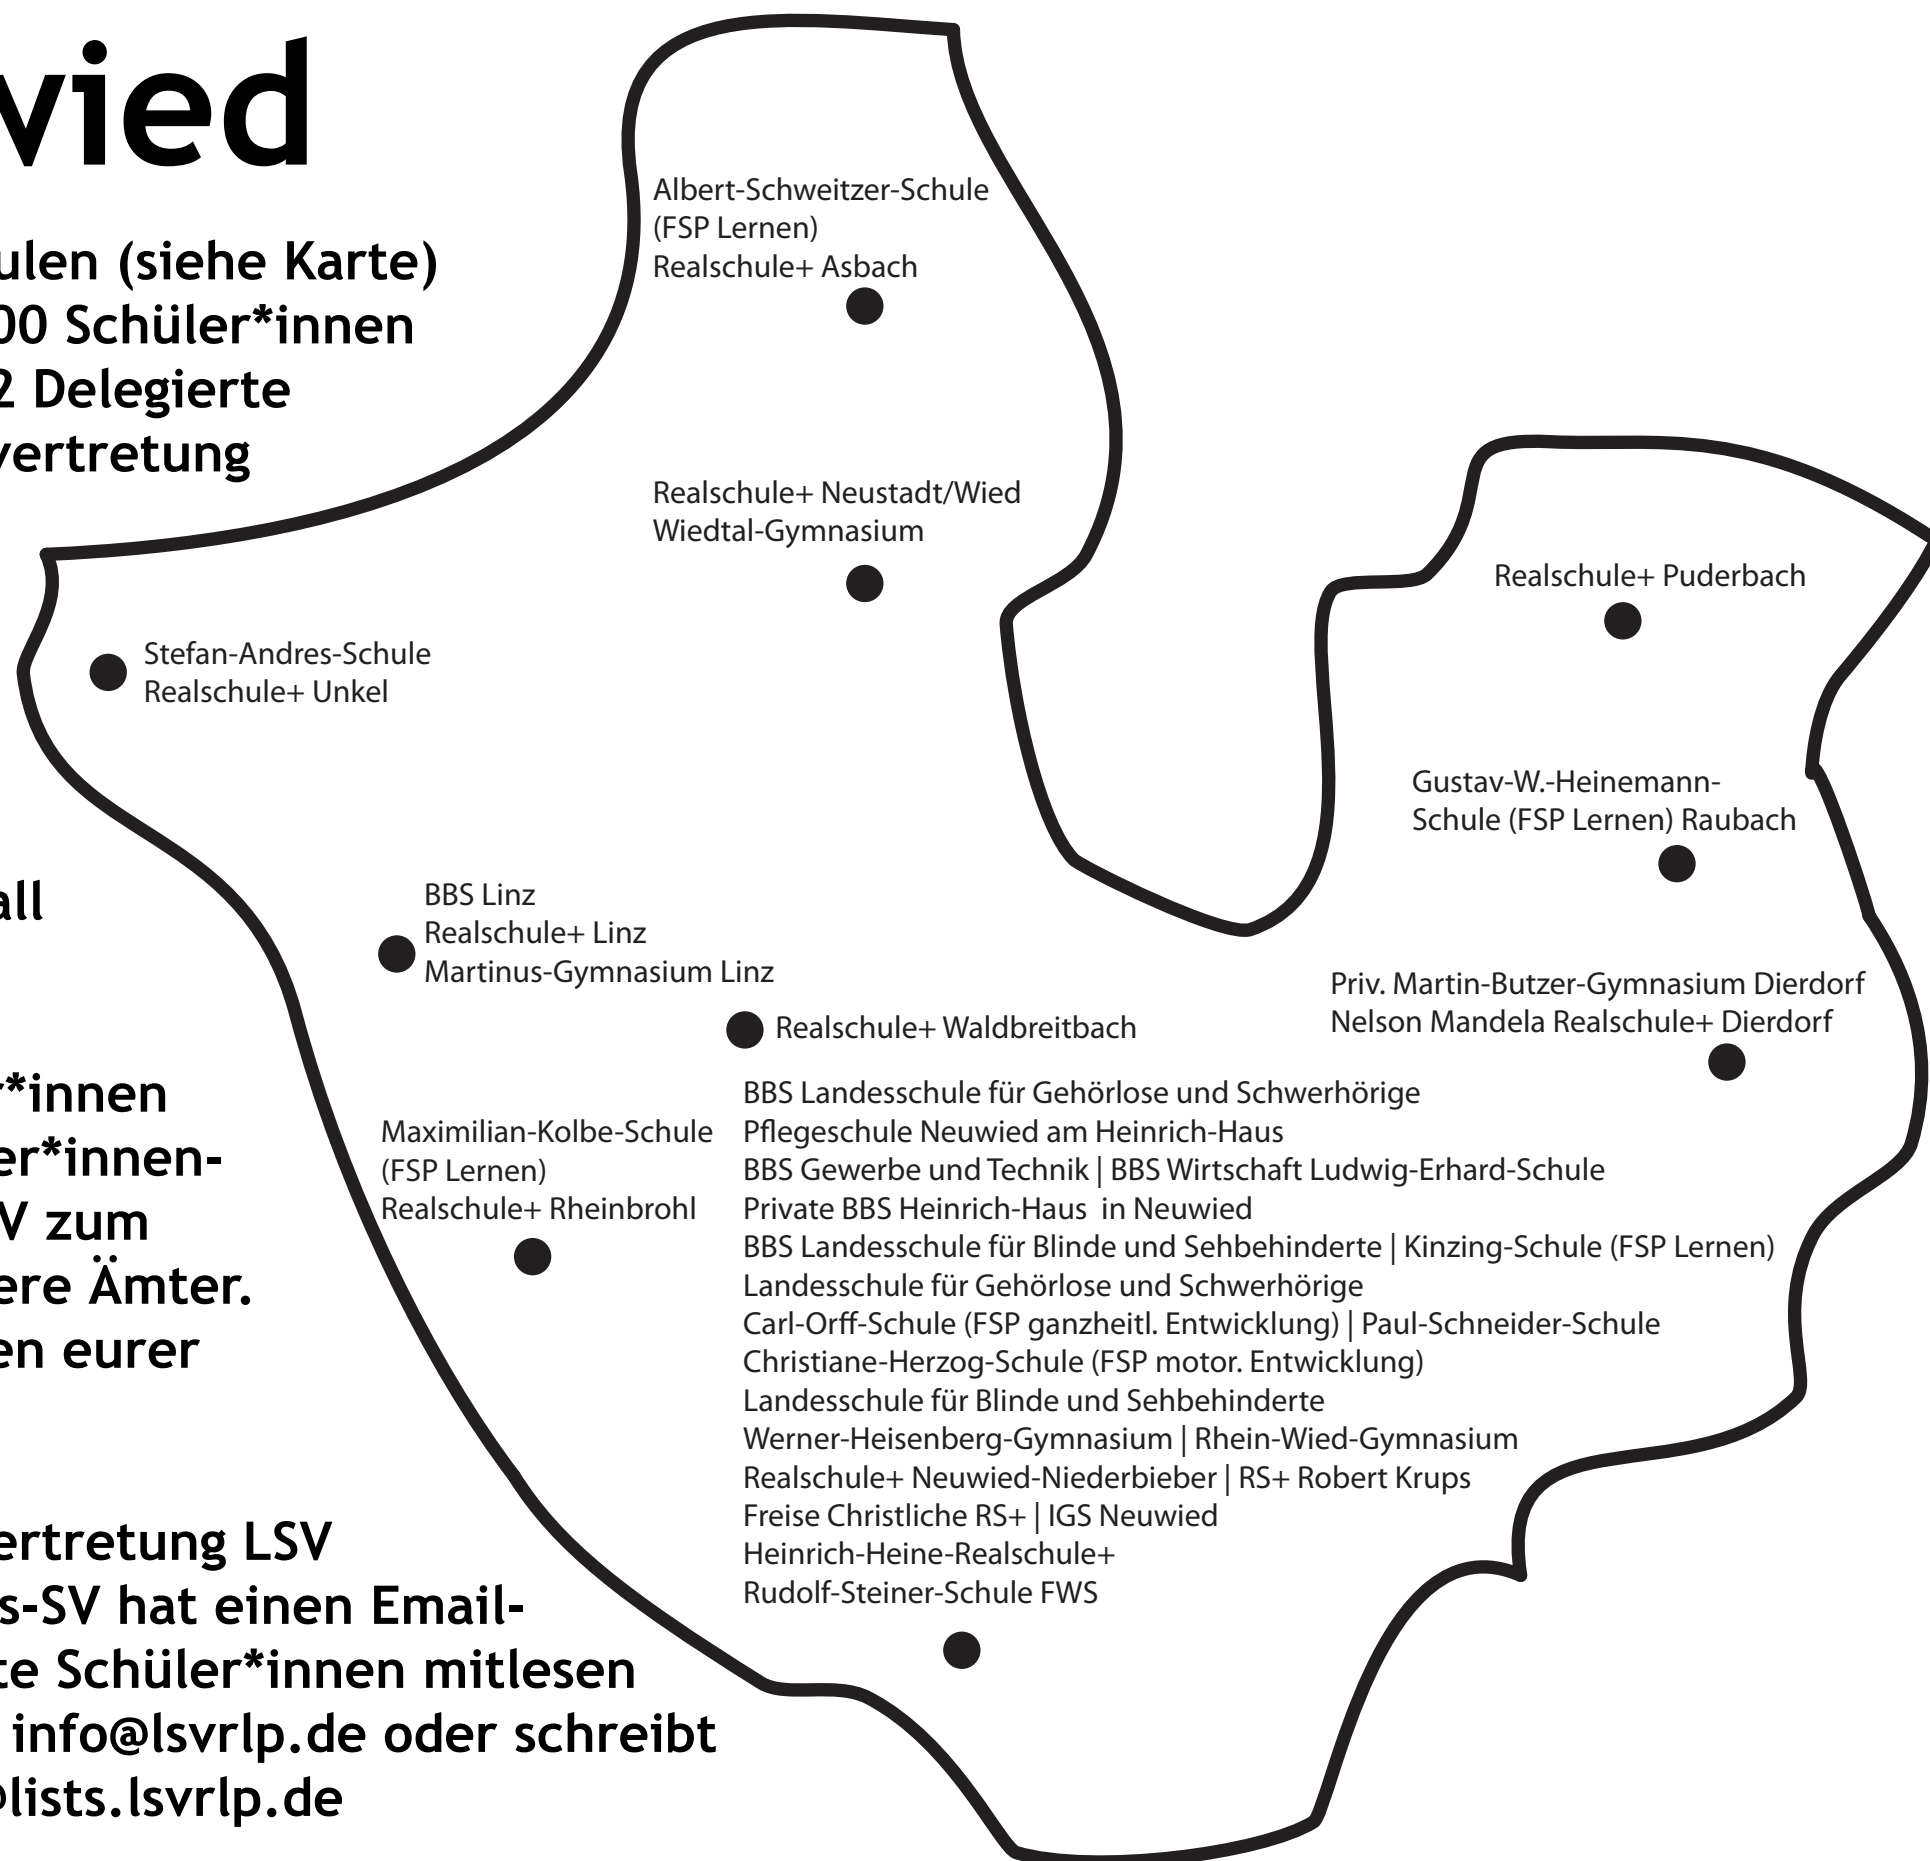 vied
ulen (siehe Karte)
00 Schüler*innen
2 Delegierte
vertretung
all
r*innen
er*innen-
V zum
ere Ämter.
en eurer
ertretung LSV
s-SV hat einen Email-
te Schüler*innen mitlesen
info@lsvrlp.de oder schreibt
@lists.lsvrlp.de
Albert-Schweitzer-Schule
(FSP Lernen)
Realschule+ Asbach
Realschule+ Neustadt/Wied
Wiedtal-Gymnasium
Realschule+ Puderbach
Stefan-Andres-Schule
Realschule+ Unkel
Gustav-W.-Heinemann-
Schule (FSP Lernen) Raubach
BBS Linz
Realschule+ Linz
Martinus-Gymnasium Linz
Priv. Martin-Butzer-Gymnasium Dierdorf
Nelson Mandela Realschule+ Dierdorf
Realschule+ Waldbreitbach
Maximilian-Kolbe-Schule
(FSP Lernen)
Realschule+ Rheinbrohl
BBS Landesschule für Gehörlose und Schwerhörige
Pflegeschule Neuwied am Heinrich-Haus
BBS Gewerbe und Technik | BBS Wirtschaft Ludwig-Erhard-Schule
Private BBS Heinrich-Haus  in Neuwied
BBS Landesschule für Blinde und Sehbehinderte | Kinzing-Schule (FSP Lernen)
Landesschule für Gehörlose und Schwerhörige
Carl-Orff-Schule (FSP ganzheitl. Entwicklung) | Paul-Schneider-Schule
Christiane-Herzog-Schule (FSP motor. Entwicklung)
Landesschule für Blinde und Sehbehinderte
Werner-Heisenberg-Gymnasium | Rhein-Wied-Gymnasium
Realschule+ Neuwied-Niederbieber | RS+ Robert Krups
Freise Christliche RS+ | IGS Neuwied
Heinrich-Heine-Realschule+
Rudolf-Steiner-Schule FWS